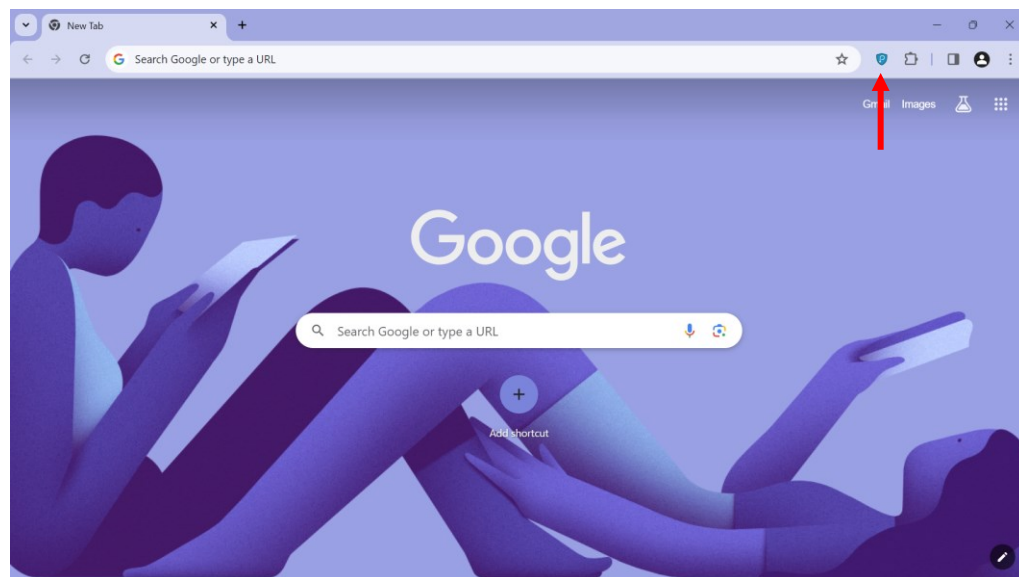 New Tab
Search Google or type a URL
Gmail Images
Google
Search Google or type a URL
Add shortcut